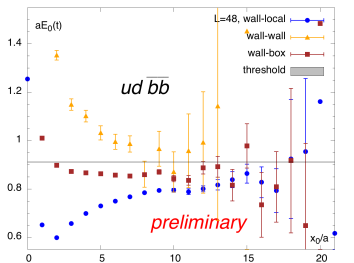 aE₀(t)
L=48, wall-local
wall-wall
wall-box
threshold
1.4
1.2
1
0.8
0.6
ud b̅b̅
preliminary
x₀/a
0 5 10 15 20